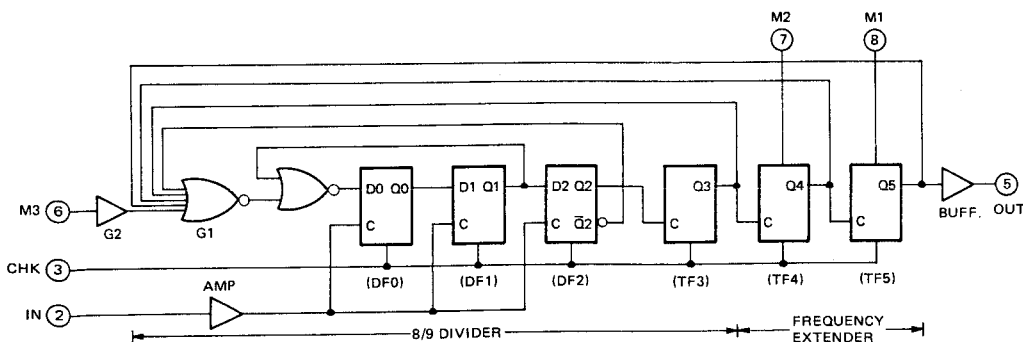 M2
M1
7
8
D0 Q0
D1 Q1
D2 Q2
Q3
Q4
Q5
5 OUT
M3 6
G2
G1
C
C
C Q̅2
C
C
C
BUFF.
CHK 3
(DF0)
(DF1)
(DF2)
(TF3)
(TF4)
(TF5)
AMP
IN 2
8/9 DIVIDER
FREQUENCY
EXTENDER